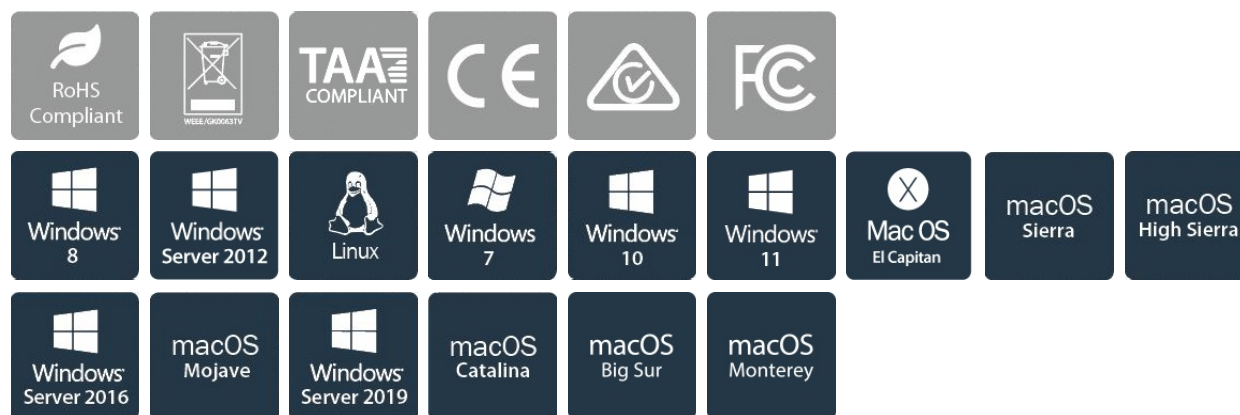 RoHS
Compliant
WEEE/GK0063TV
TAA
COMPLIANT
CE
FC
Windows
8
Windows
Server 2012
Linux
Windows
7
Windows
10
Windows
11
X
Mac OS
El Capitan
macOS
Sierra
macOS
High Sierra
Windows
Server 2016
macOS
Mojave
Windows
Server 2019
macOS
Catalina
macOS
Big Sur
macOS
Monterey